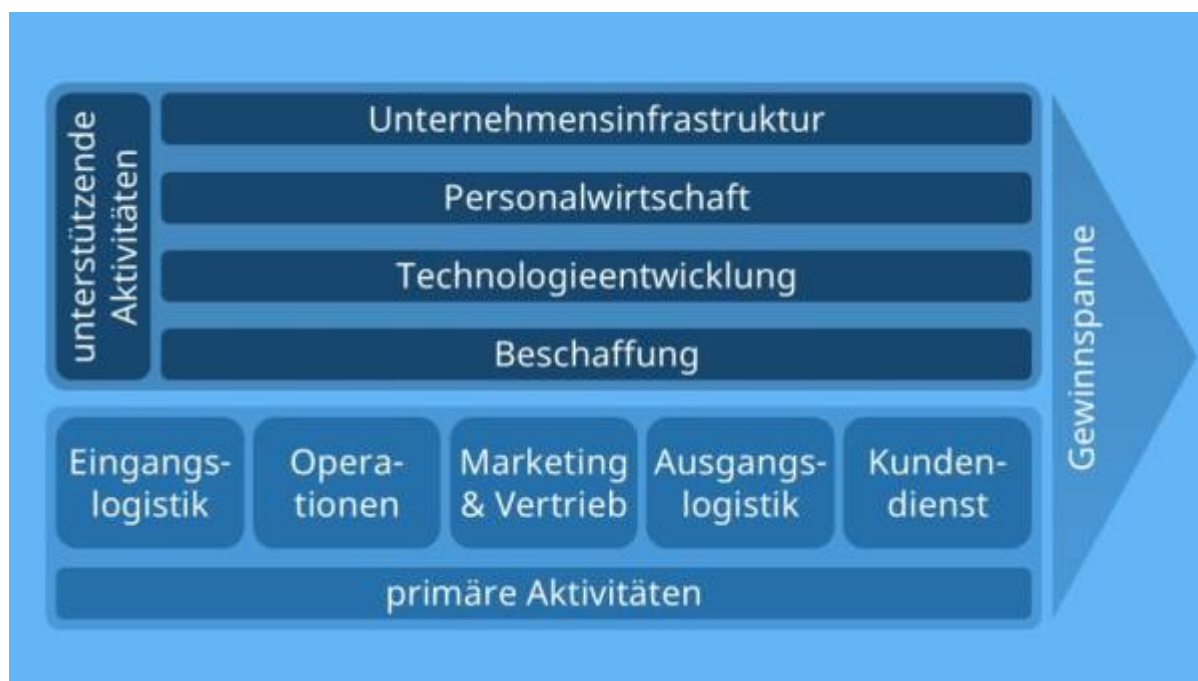 unterstützende
Aktivitäten
Unternehmensinfrastruktur
Personalwirtschaft
Technologieentwicklung
Beschaffung
Eingangs-
logistik
Opera-
tionen
Marketing
& Vertrieb
Ausgangs-
logistik
Kunden-
dienst
primäre Aktivitäten
Gewinnspanne